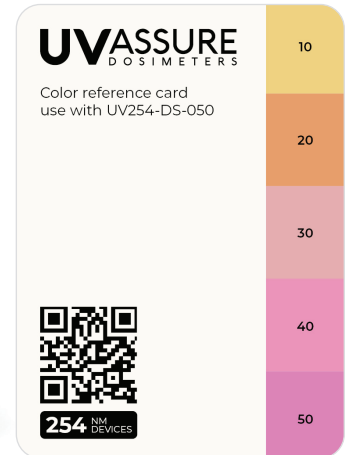 UVASSURE
DOSIMETERS
Color reference card
use with UV254-DS-050
10
20
30
40
50
254 NM
DEVICES